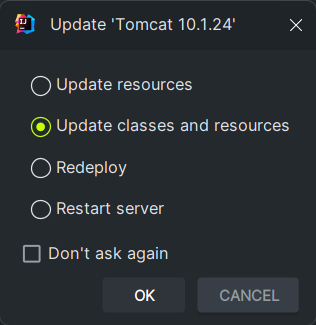 IJ
Update 'Tomcat 10.1.24'
Update resources
Update classes and resources
Redeploy
Restart server
Don't ask again
OK
CANCEL